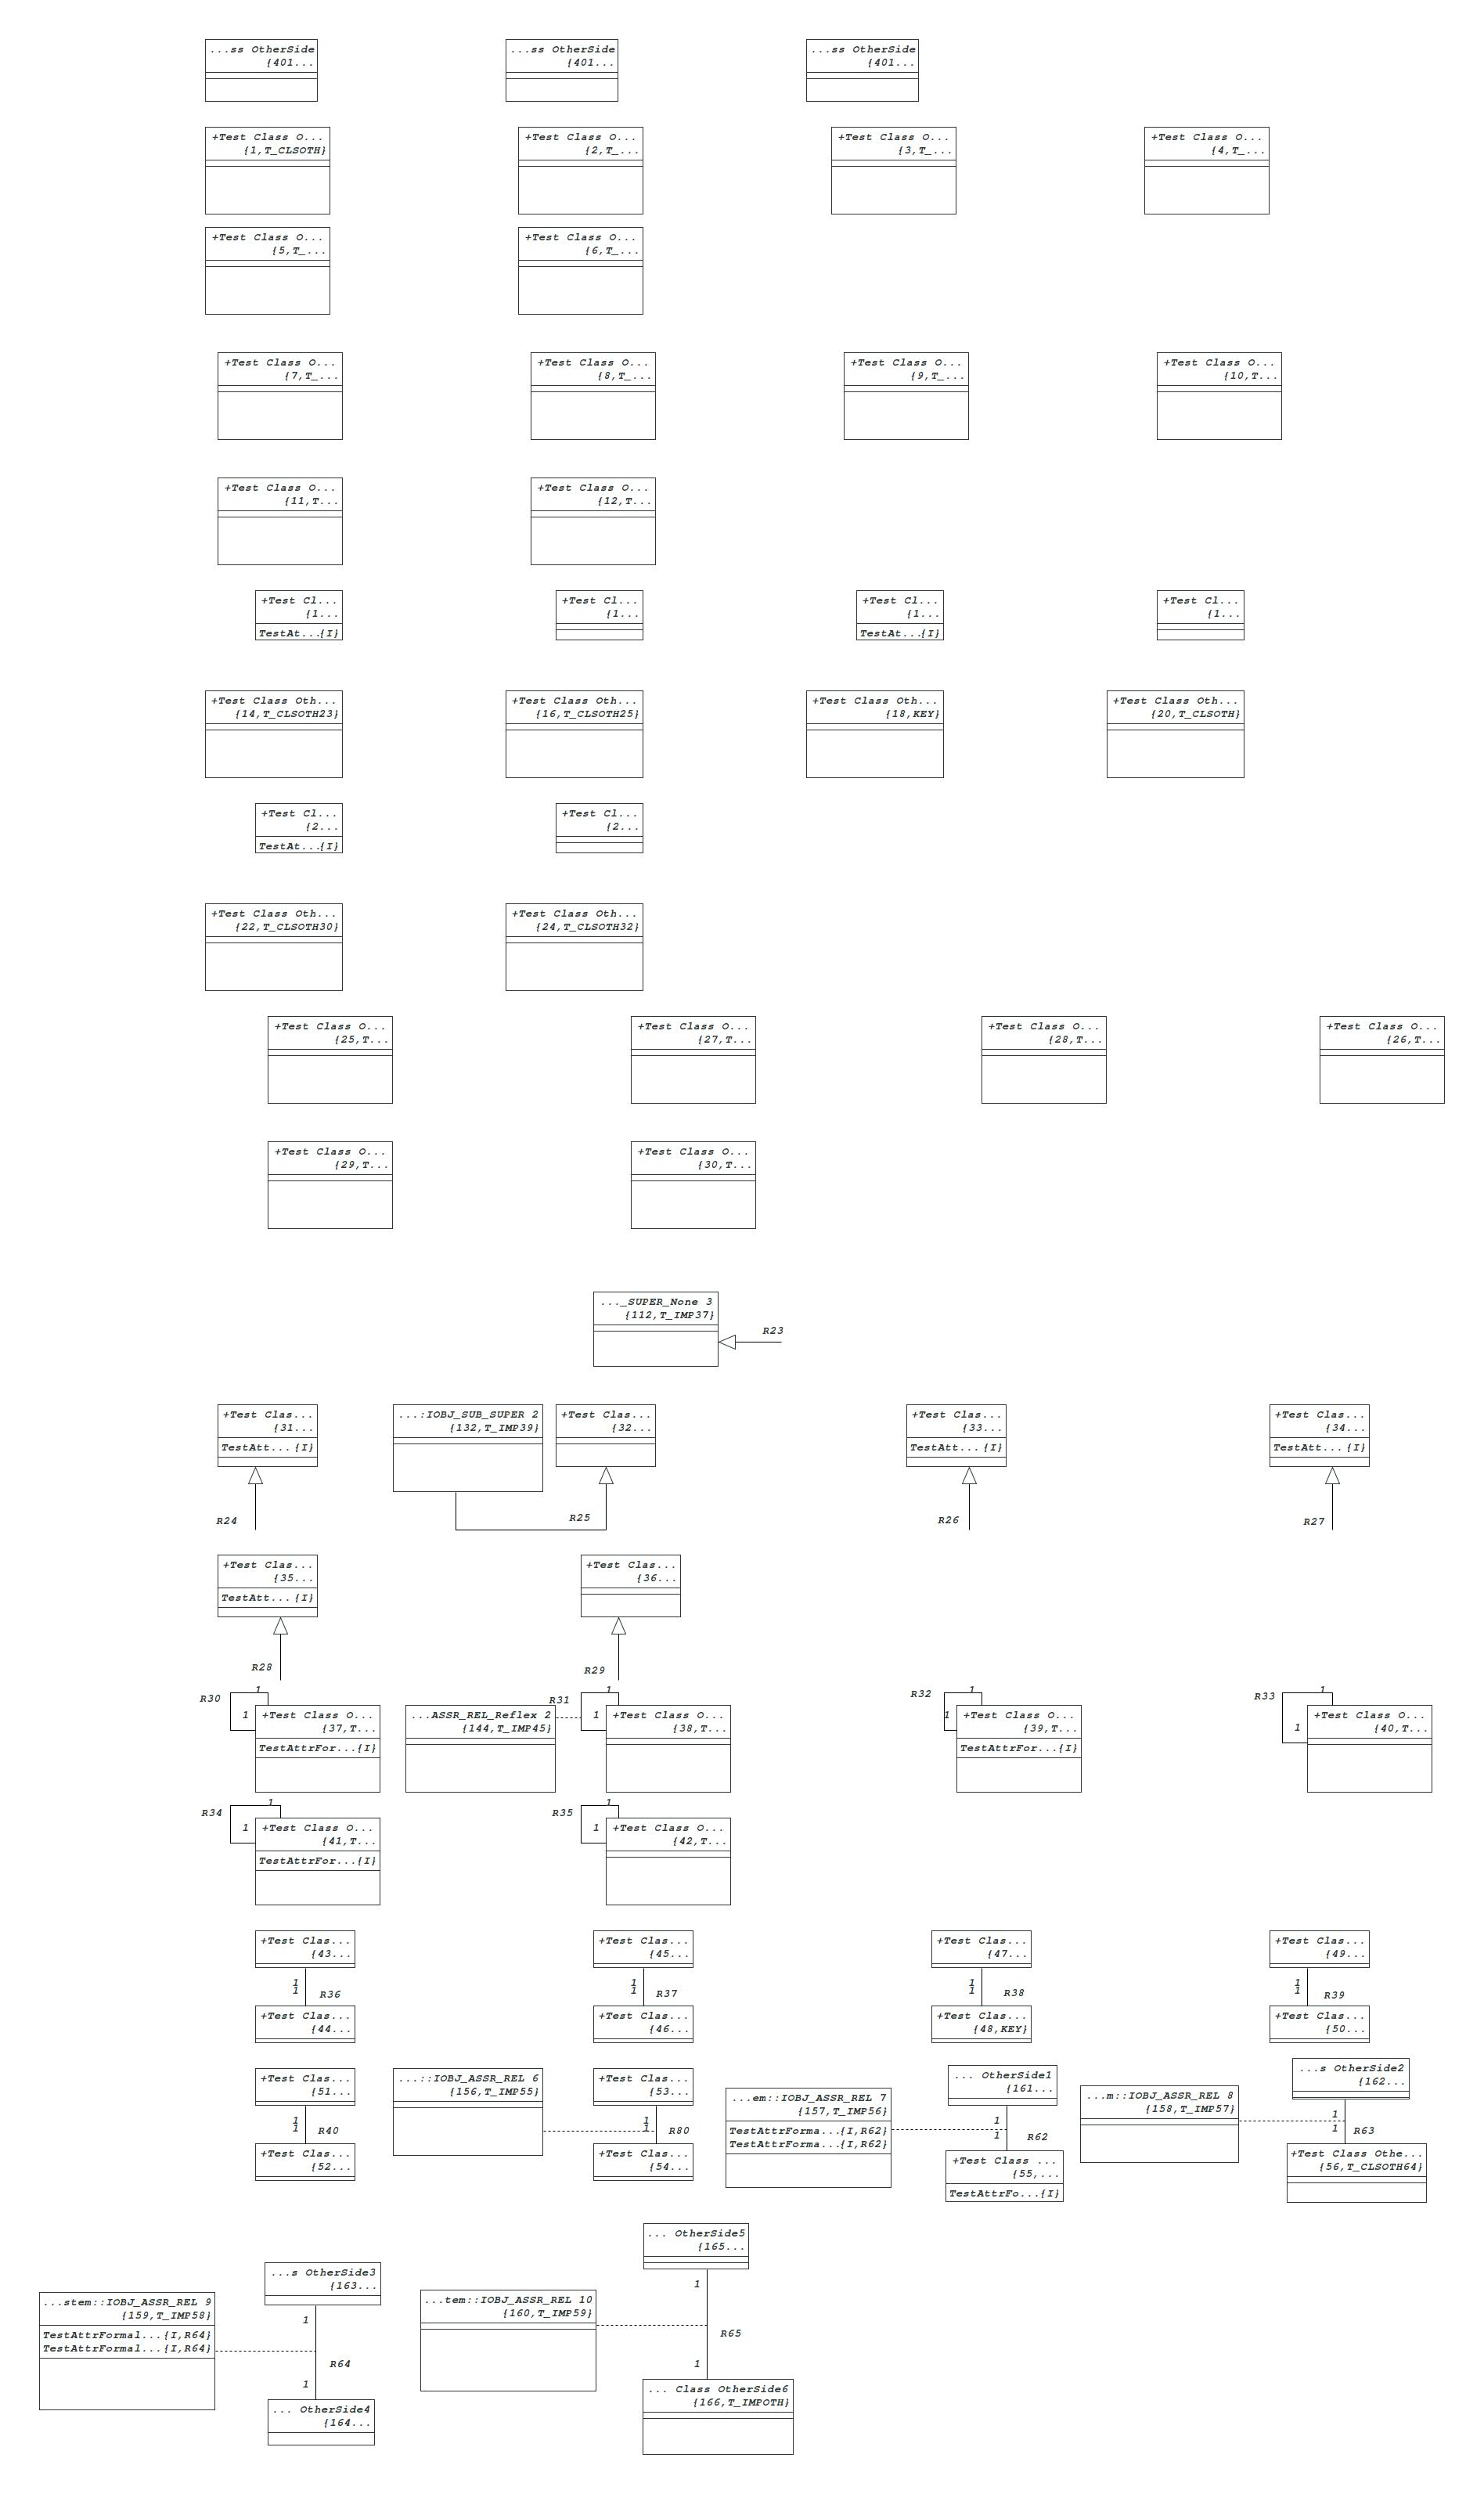 ...ss OtherSide
{401...
...ss OtherSide
{401...
...ss OtherSide
{401...
+Test Class O...
{1,T_CLSOTH}
+Test Class O...
{2,T_...
+Test Class O...
{3,T_...
+Test Class O...
{4,T_...
+Test Class O...
{5,T_...
+Test Class O...
{6,T_...
+Test Class O...
{7,T_...
+Test Class O...
{8,T_...
+Test Class O...
{9,T_...
+Test Class O...
{10,T...
+Test Class O...
{11,T...
+Test Class O...
{12,T...
+Test Cl...
{1...
TestAt...{I}
+Test Cl...
{1...
+Test Cl...
{1...
TestAt...{I}
+Test Cl...
{1...
+Test Class Oth...
{14,T_CLSOTH23}
+Test Class Oth...
{16,T_CLSOTH25}
+Test Class Oth...
{18,KEY}
+Test Class Oth...
{20,T_CLSOTH}
+Test Cl...
{2...
TestAt...{I}
+Test Cl...
{2...
+Test Class Oth...
{22,T_CLSOTH30}
+Test Class Oth...
{24,T_CLSOTH32}
+Test Class O...
{25,T...
+Test Class O...
{27,T...
+Test Class O...
{28,T...
+Test Class O...
{26,T...
+Test Class O...
{29,T...
+Test Class O...
{30,T...
..._SUPER_None 3
{112,T_IMP37}
R23
+Test Clas...
{31...
TestAtt...{I}
R24
...:IOBJ_SUB_SUPER 2
{132,T_IMP39}
+Test Clas...
{32...
R25
+Test Clas...
{33...
TestAtt...{I}
R26
+Test Clas...
{34...
TestAtt...{I}
R27
+Test Clas...
{35...
TestAtt...{I}
R28
+Test Clas...
{36...
R29
R30
1
1
+Test Class O...
{37,T...
TestAttrFor...{I}
...ASSR_REL_Reflex 2
{144,T_IMP45}
R31
1
1
+Test Class O...
{38,T...
R32
1
1
+Test Class O...
{39,T...
TestAttrFor...{I}
R33
1
1
+Test Class O...
{40,T...
R34
1
1
+Test Class O...
{41,T...
TestAttrFor...{I}
R35
1
1
+Test Class O...
{42,T...
+Test Clas...
{43...
1
1
R36
+Test Clas...
{44...
+Test Clas...
{45...
1
1
R37
+Test Clas...
{46...
+Test Clas...
{47...
1
1
R38
+Test Clas...
{48,KEY}
+Test Clas...
{49...
1
1
R39
+Test Clas...
{50...
+Test Clas...
{51...
1
1
R40
+Test Clas...
{52...
...::IOBJ_ASSR_REL 6
{156,T_IMP55}
+Test Clas...
{53...
1
1
R80
+Test Clas...
{54...
...em::IOBJ_ASSR_REL 7
{157,T_IMP56}
TestAttrForma...{I,R62}
TestAttrForma...{I,R62}
... OtherSide1
{161...
1
1
R62
+Test Class ...
{55,...
TestAttrFo...{I}
...m::IOBJ_ASSR_REL 8
{158,T_IMP57}
...s OtherSide2
{162...
1
1
R63
+Test Class Othe...
{56,T_CLSOTH64}
...stem::IOBJ_ASSR_REL 9
{159,T_IMP58}
TestAttrFormal...{I,R64}
TestAttrFormal...{I,R64}
...s OtherSide3
{163...
1
1
R64
... OtherSide4
{164...
...tem::IOBJ_ASSR_REL 10
{160,T_IMP59}
... OtherSide5
{165...
1
R65
1
... Class OtherSide6
{166,T_IMPOTH}